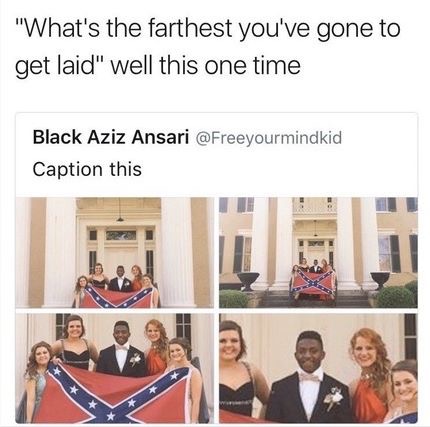 "What's the farthest you've gone to
get laid" well this one time
Black Aziz Ansari @Freeyourmindkid
Caption this